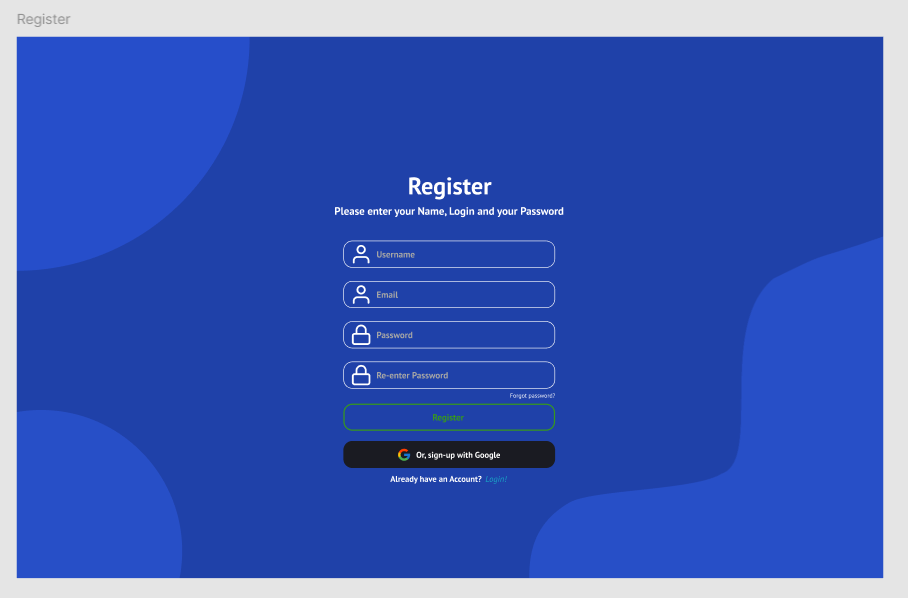 Register
Register
Please enter your Name, Login and your Password
Username
Email
Password
Re-enter Password
Forgot password?
Register
Or, sign-up with Google
Already have an Account? Login!